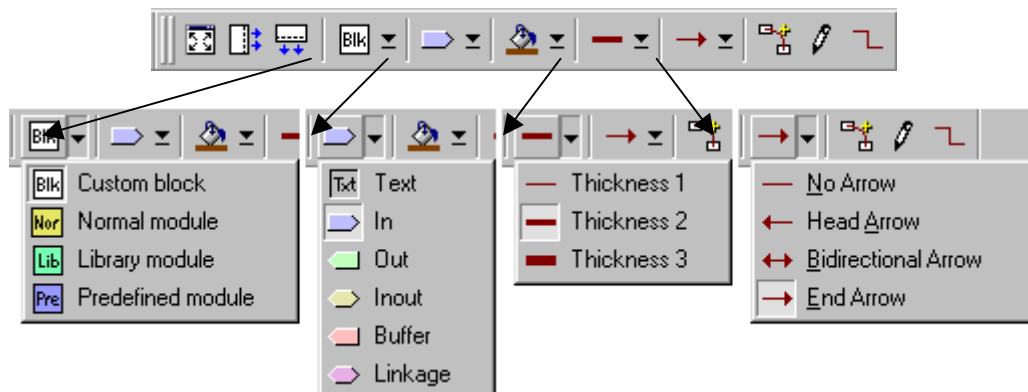 Blk
Blk
Custom block
Blk
Normal module
Nor
Library module
Lib
Predefined module
Pre
Txt Text
In
Out
Inout
Buffer
Linkage
Thickness 1
Thickness 2
Thickness 3
No Arrow
Head Arrow
Bidirectional Arrow
End Arrow